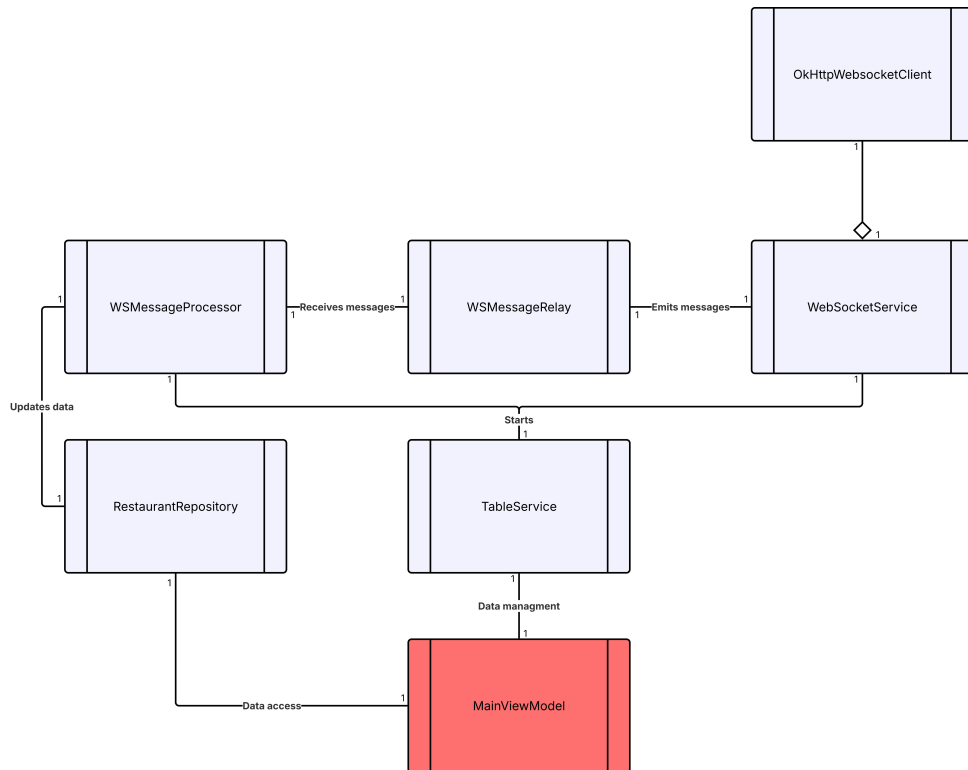 OkHttpWebsocketClient
1
1
WSMessageProcessor
1
1
Receives messages
1
WSMessageRelay
1
Emits messages
1
WebSocketService
1
1
Updates data
Starts
1
1
RestaurantRepository
TableService
1
1
Data managment
1
Data access
1
MainViewModel